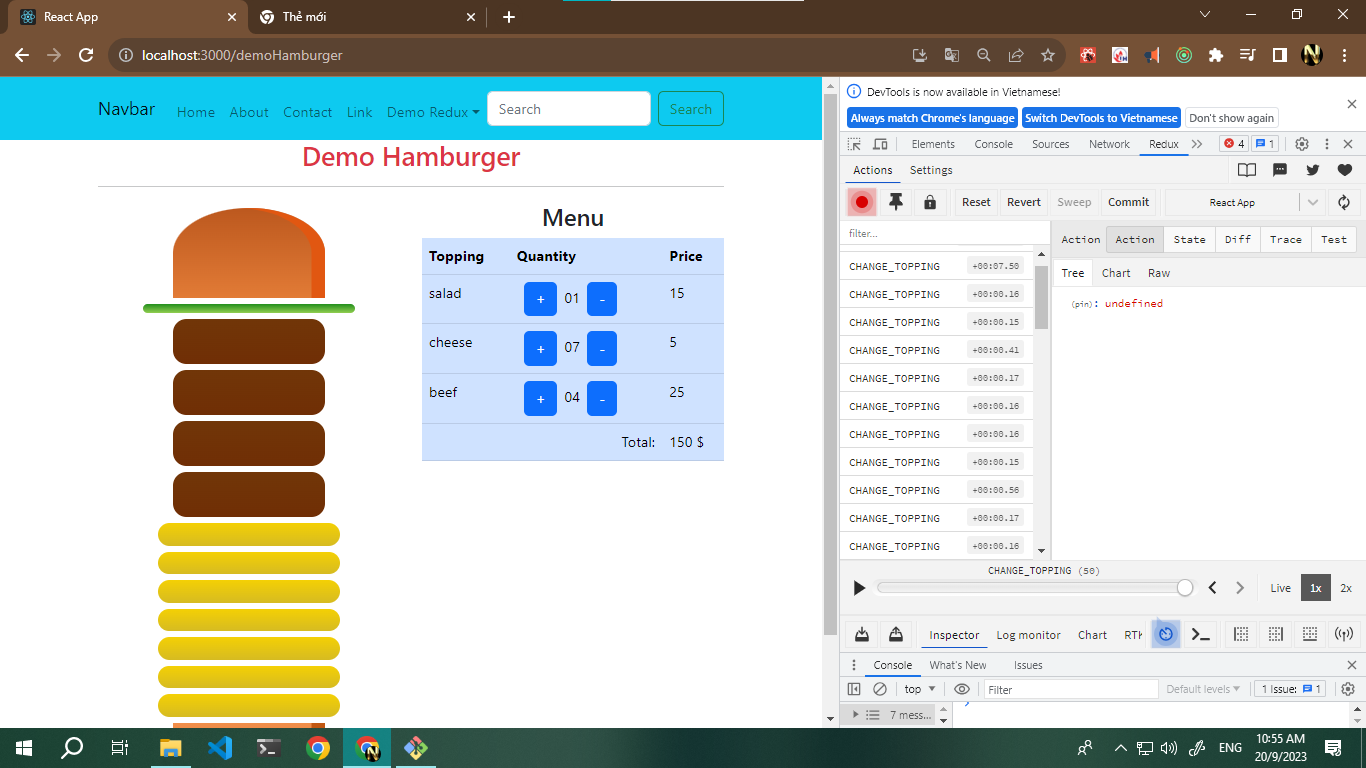 React App
Thẻ mới
localhost:3000/demoHamburger
Navbar Home About Contact Link Demo Redux Search Search
Demo Hamburger
Menu
Topping Quantity Price
salad + 01 - 15
cheese + 07 - 5
beef + 04 - 25
Total: 150 $
DevTools is now available in Vietnamese!
Always match Chrome's language Switch DevTools to Vietnamese Don't show again
Elements Console Sources Network Redux 4 1
Actions Settings
Reset Revert Sweep Commit React App
filter...
CHANGE_TOPPING +00:07.50
CHANGE_TOPPING +00:00.16
CHANGE_TOPPING +00:00.15
CHANGE_TOPPING +00:00.41
CHANGE_TOPPING +00:00.17
CHANGE_TOPPING +00:00.16
CHANGE_TOPPING +00:00.16
CHANGE_TOPPING +00:00.15
CHANGE_TOPPING +00:00.56
CHANGE_TOPPING +00:00.17
CHANGE_TOPPING +00:00.16
Action Action State Diff Trace Test
Tree Chart Raw
(pin): undefined
CHANGE_TOPPING (50)
Live 1x 2x
Inspector Log monitor Chart RTK
Console What's New Issues
top Filter Default levels 1 Issue: 1
7 mess...
ENG
10:55 AM
20/9/2023